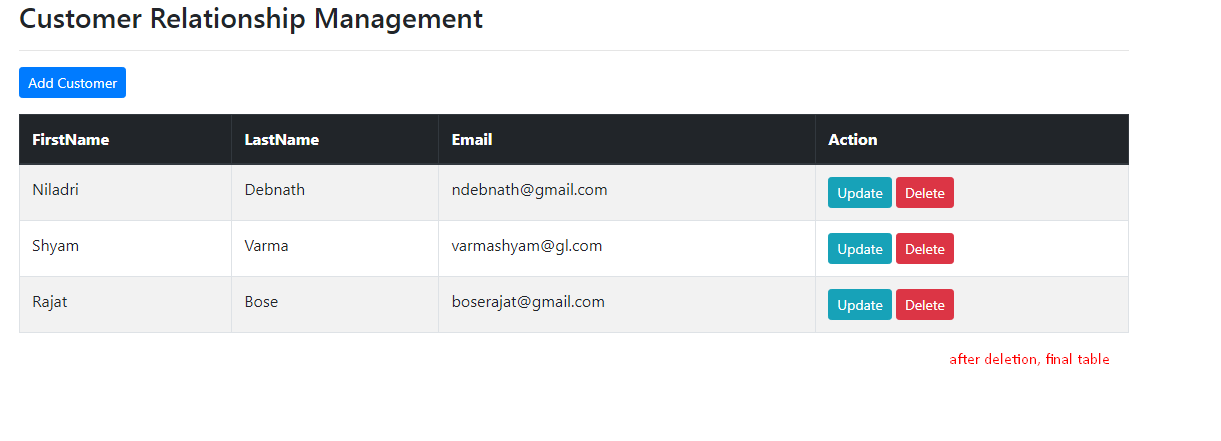 Customer Relationship Management
Add Customer
FirstName LastName Email Action
Niladri Debnath ndebnath@gmail.com Update Delete
Shyam Varma varmashyam@gl.com Update Delete
Rajat Bose boserajat@gmail.com Update Delete
after deletion, final table